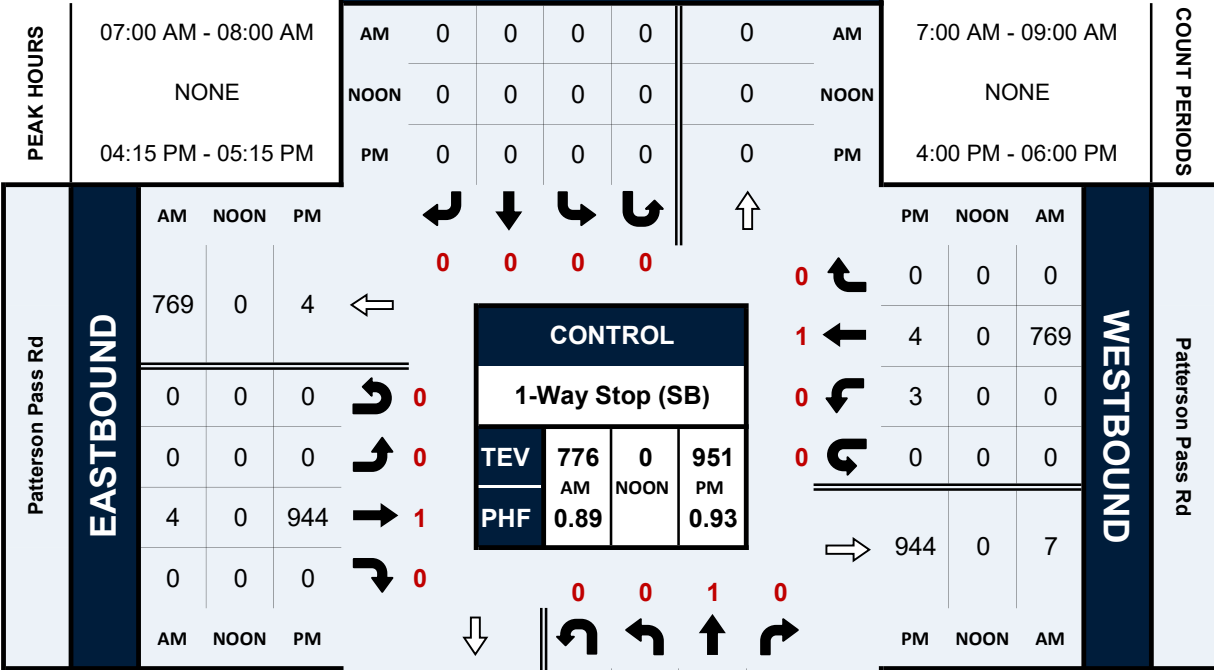 PEAK HOURS
07:00 AM - 08:00 AM
AM 0 0 0 0 0 AM
7:00 AM - 09:00 AM
COUNT PERIODS
NONE
NOON 0 0 0 0 0 NOON
NONE
04:15 PM - 05:15 PM
PM 0 0 0 0 0 PM
4:00 PM - 06:00 PM
Patterson Pass Rd
EASTBOUND
AM NOON PM
769 0 4
0 0 0 0
0 0 0 0
4 0 944 1
0 0 0 0
AM NOON PM
0 0 0 0
CONTROL
1-Way Stop (SB)
TEV 776 0 951
AM NOON PM
PHF 0.89 0.93
0 0 1 0
PM NOON AM
0 0 0 0
1 4 0 769
0 3 0 0
0 0 0 0
944 0 7
PM NOON AM
WESTBOUND
Patterson Pass Rd